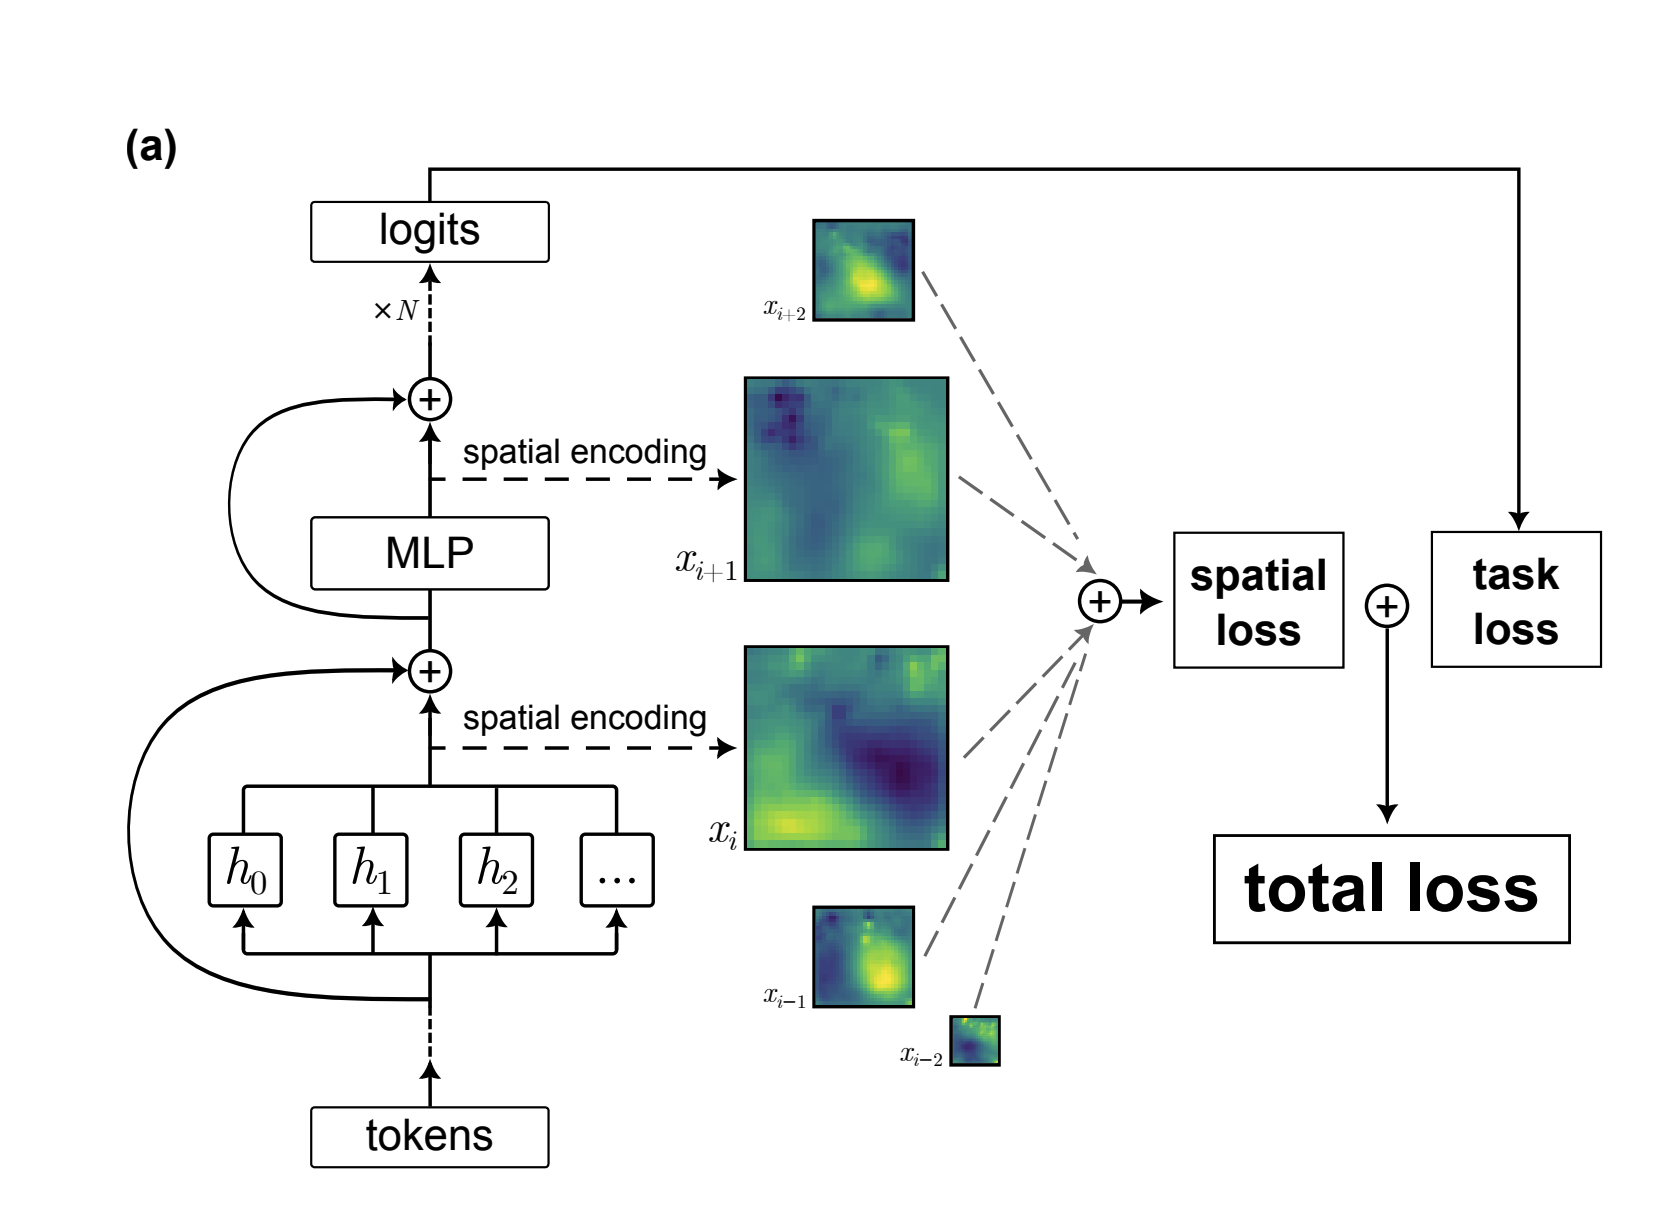 (a)
logits
×N
x_{i+2}
+
spatial encoding
x_{i+1}
MLP
+
spatial
loss
+
task
loss
+
spatial encoding
x_i
h_0
h_1
h_2
...
total loss
x_{i−1}
x_{i−2}
tokens